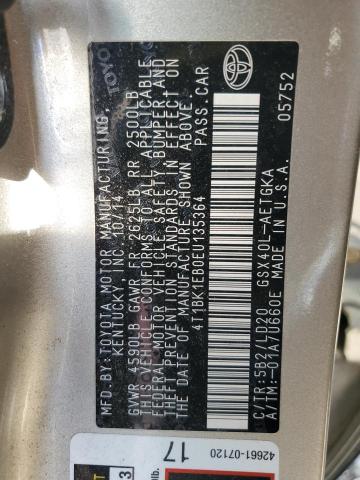 MFD.BY:TOYOTA MOTOR MANUFACTURING,
KENTUCKY, INC. 10/14
GVWR 4590LB GAWR FR 2625LB RR 2500LB
THIS VEHICLE CONFORMS TO ALL APPLICABLE
FEDERAL MOTOR VEHICLE SAFETY, BUMPER, AND
THEFT PREVENTION STANDARDS IN EFFECT ON
THE DATE OF MANUFACTURE SHOWN ABOVE.
4T1BK1EB0EU135364 PASS.CAR
C/TR:5B2/LD20 GSX40L-AETGKA
A/TM:-01A/U660E MADE IN U.S.A. 05752
TOYOTA
42661-07120
17